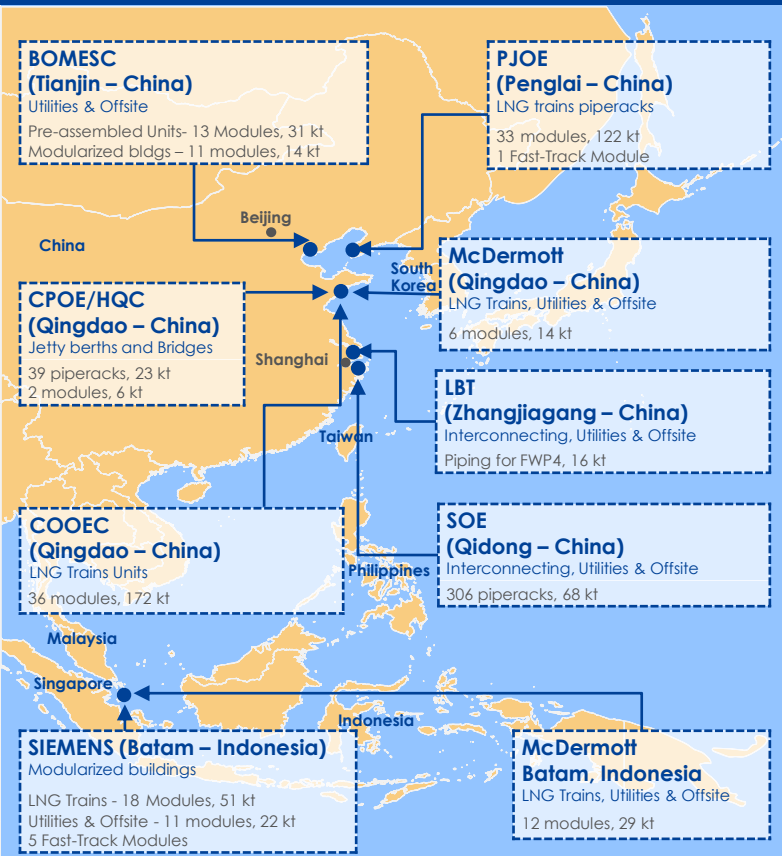 BOMESC
(Tianjin – China)
Utilities & Offsite
Pre-assembled Units- 13 Modules, 31 kt
Modularized bldgs – 11 modules, 14 kt
PJOE
(Penglai – China)
LNG trains piperacks
33 modules, 122 kt
1 Fast-Track Module
Beijing
China
South
Korea
McDermott
(Qingdao – China)
LNG Trains, Utilities & Offsite
6 modules, 14 kt
CPOE/HQC
(Qingdao – China)
Jetty berths and Bridges
39 piperacks, 23 kt
2 modules, 6 kt
Shanghai
LBT
(Zhangjiagang – China)
Interconnecting, Utilities & Offsite
Piping for FWP4, 16 kt
Taiwan
COOEC
(Qingdao – China)
LNG Trains Units
36 modules, 172 kt
SOE
(Qidong – China)
Interconnecting, Utilities & Offsite
306 piperacks, 68 kt
Philippines
Malaysia
Singapore
Indonesia
SIEMENS (Batam – Indonesia)
Modularized buildings
LNG Trains - 18 Modules, 51 kt
Utilities & Offsite - 11 modules, 22 kt
5 Fast-Track Modules
McDermott
Batam, Indonesia
LNG Trains, Utilities & Offsite
12 modules, 29 kt